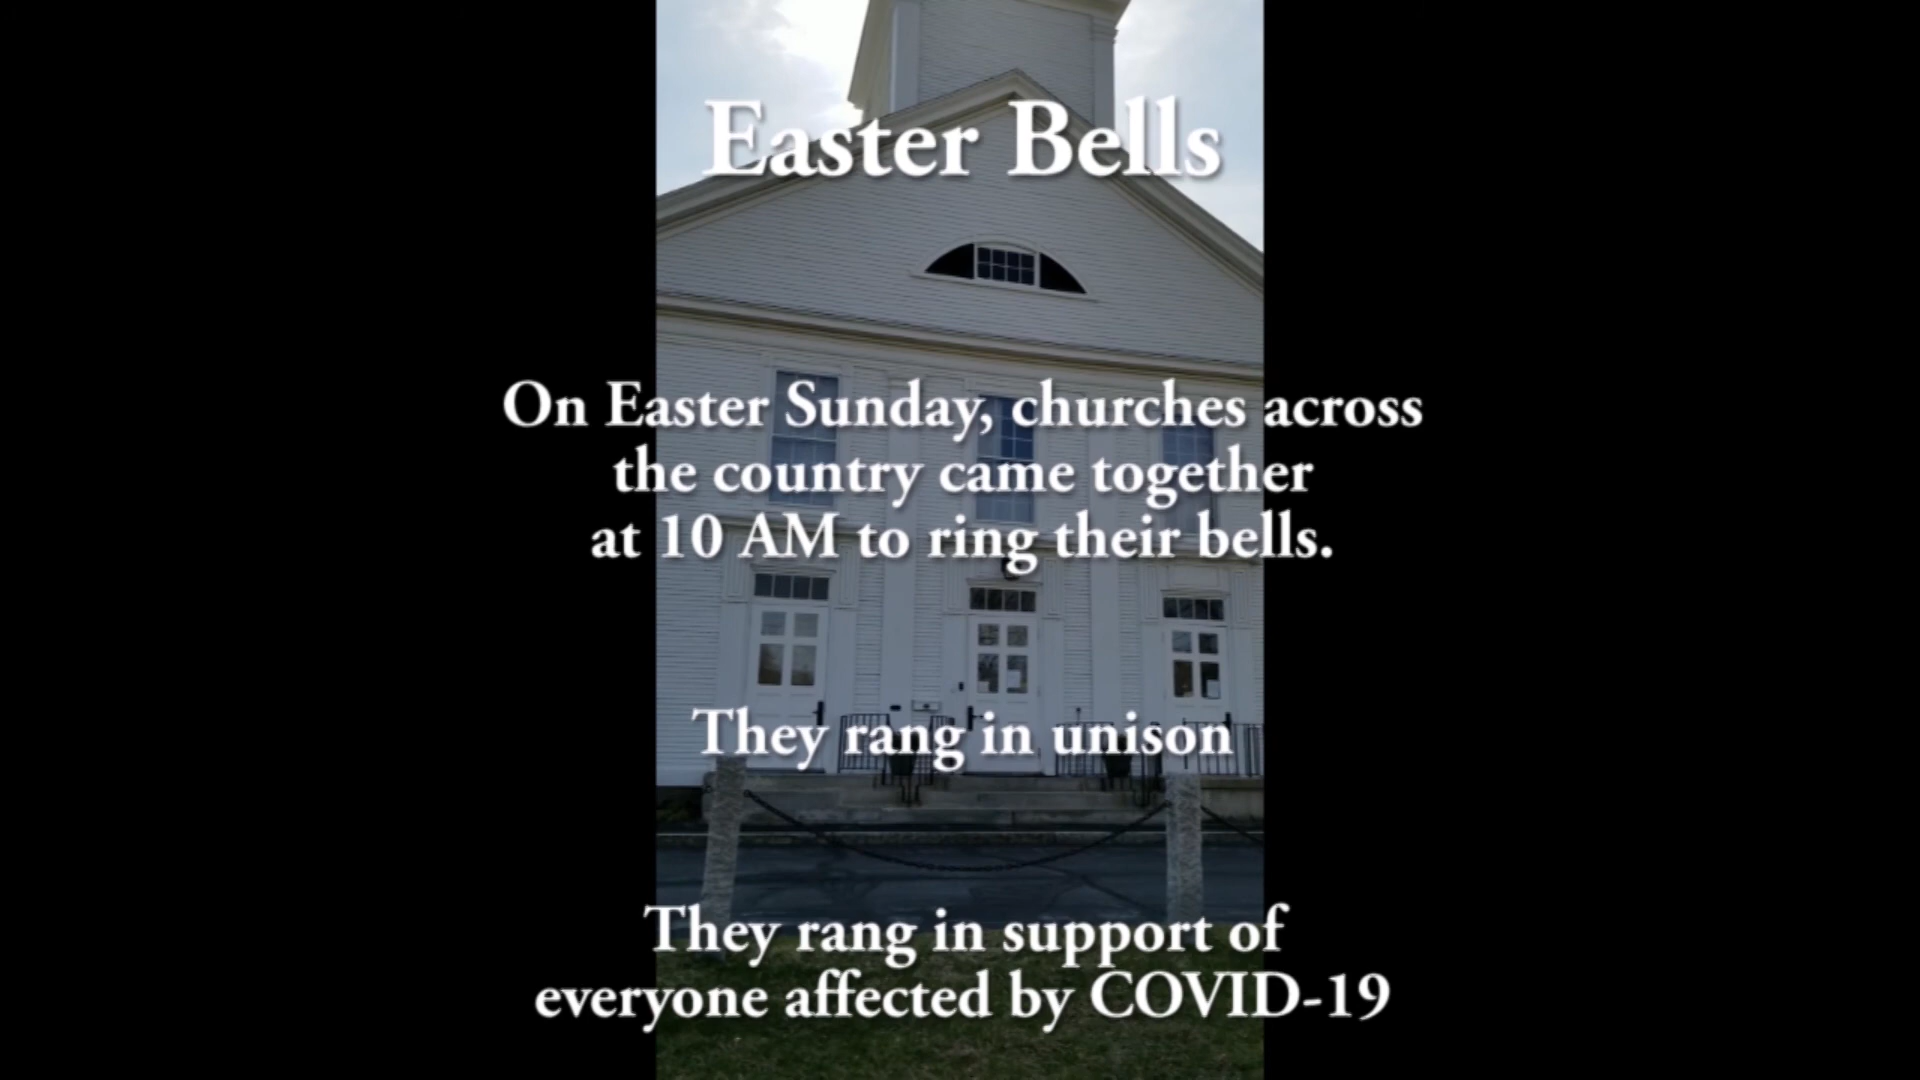 Easter Bells
On Easter Sunday, churches across
the country came together
at 10 AM to ring their bells.
They rang in unison
They rang in support of
everyone affected by COVID-19